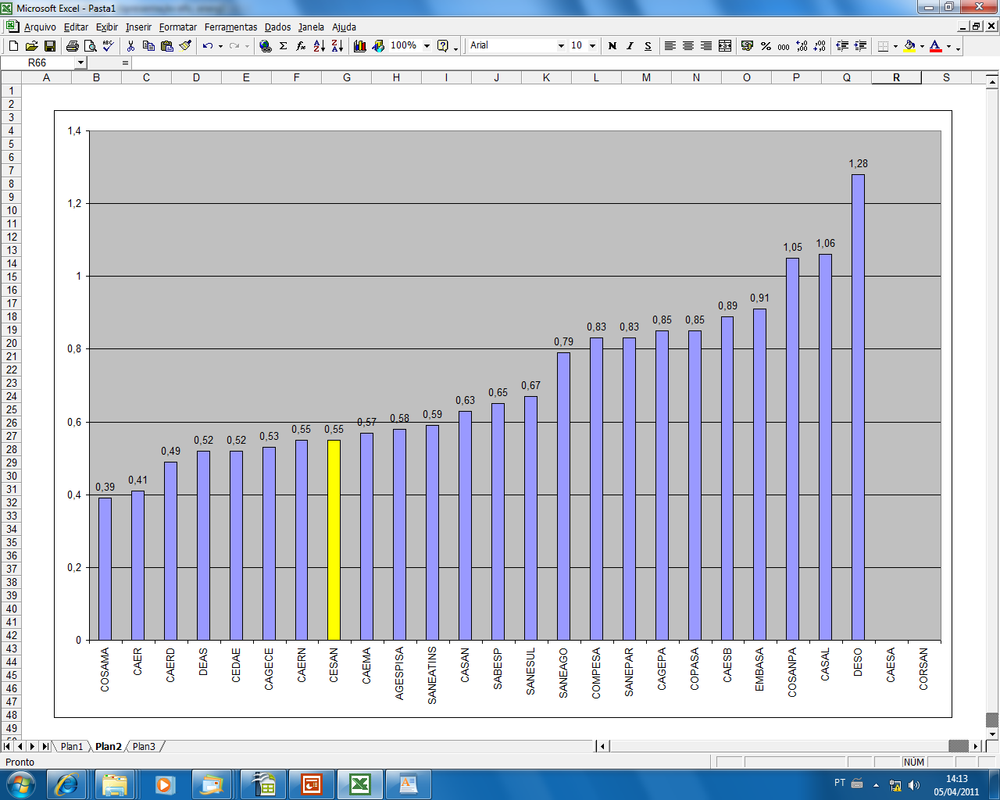 Microsoft Excel - Pasta1
Arquivo Editar Exibir Inserir Formatar Ferramentas Dados Janela Ajuda
100% Arial 10 N I S % 000
R66 =
A B C D E F G H I J K L M N O P Q R S
1
2
3
4
5
6
7
8
9
10
11
12
13
14
15
16
17
18
19
20
21
22
23
24
25
26
27
28
29
30
31
32
33
34
35
36
37
38
39
40
41
42
43
44
45
46
47
48
49
1,4
1,2
1
0,8
0,6
0,4
0,2
0
0,39 0,41 0,49 0,52 0,52 0,53 0,55 0,55 0,57 0,58 0,59 0,63 0,65 0,67 0,79 0,83 0,83 0,85 0,85 0,89 0,91 1,05 1,06 1,28
COSAMA
CAER
CAERD
DEAS
CEDAE
CAGECE
CAERN
CESAN
CAEMA
AGESPISA
SANEATINS
CASAN
SABESP
SANESUL
SANEAGO
COMPESA
SANEPAR
CAGEPA
COPASA
CAESB
EMBASA
COSANPA
CASAL
DESO
CAESA
CORSAN
Plan1 Plan2 Plan3
Pronto NÚM
PT 14:13
05/04/2011